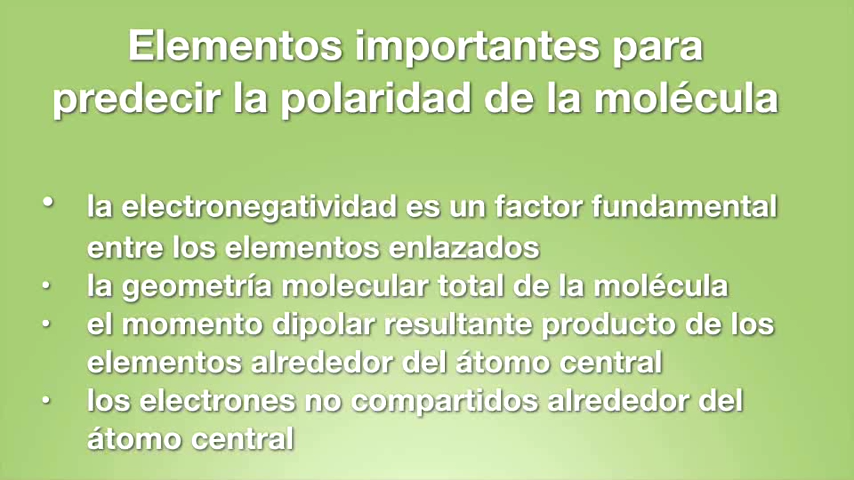 Elementos importantes para
predecir la polaridad de la molécula
• la electronegatividad es un factor fundamental
entre los elementos enlazados
• la geometría molecular total de la molécula
• el momento dipolar resultante producto de los
elementos alrededor del átomo central
• los electrones no compartidos alrededor del
átomo central